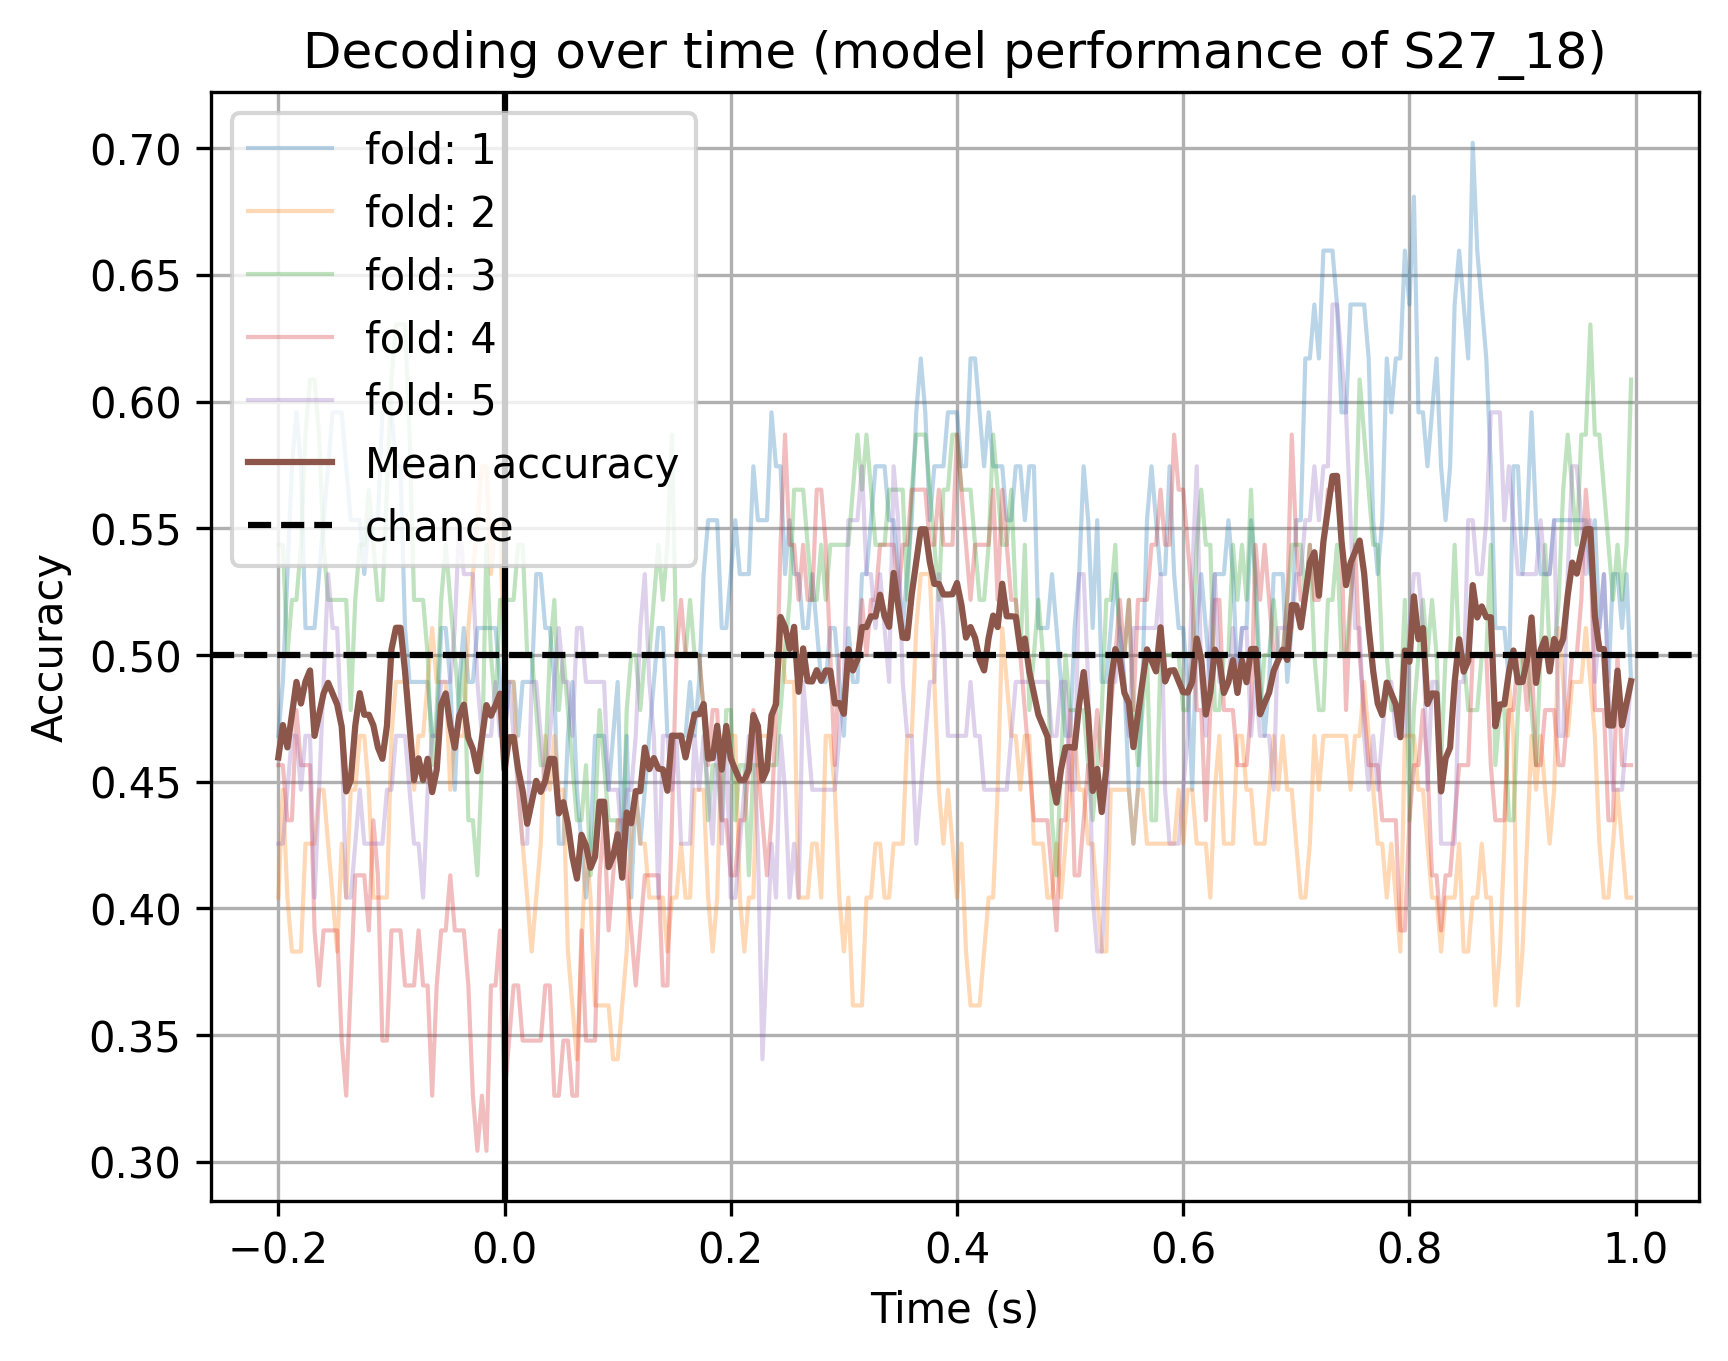 Decoding over time (model performance of S27_18)
fold: 1
fold: 2
fold: 3
fold: 4
fold: 5
Mean accuracy
chance
0.70
0.65
0.60
0.55
0.50
0.45
0.40
0.35
0.30
Accuracy
−0.2 0.0 0.2 0.4 0.6 0.8 1.0
Time (s)